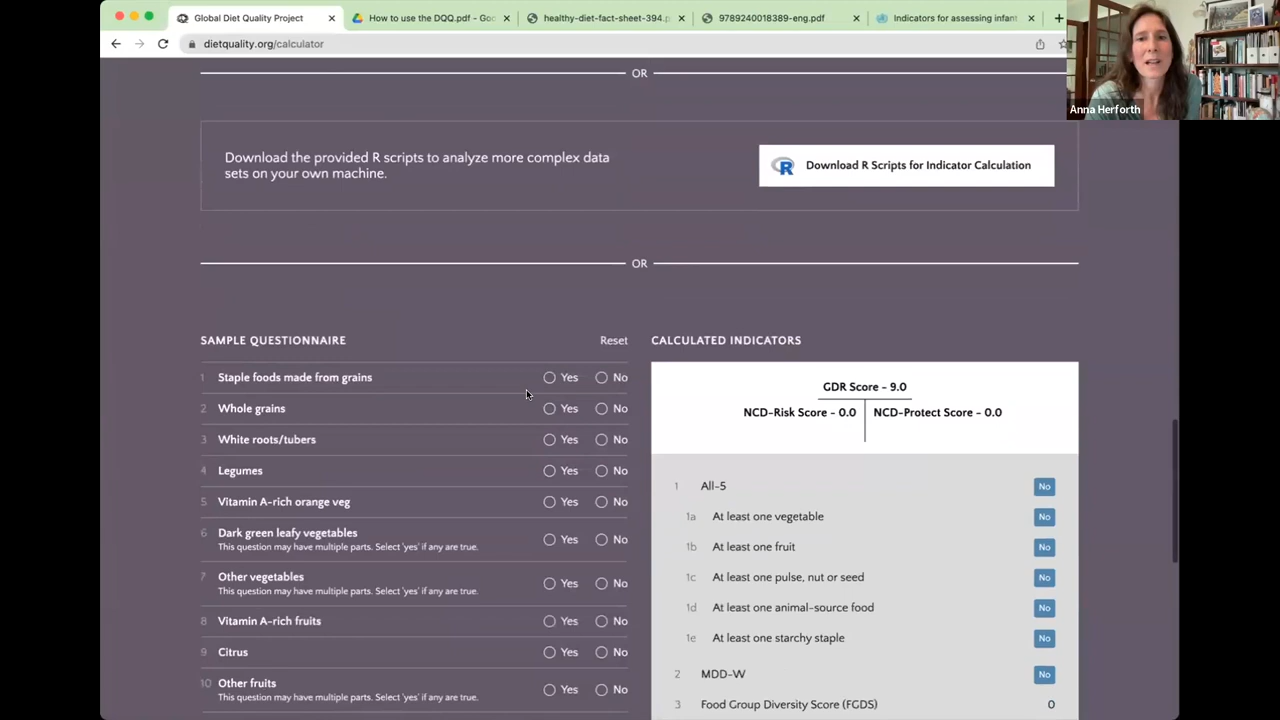 Global Diet Quality Project
How to use the DQQ.pdf - Goo
healthy-diet-fact-sheet-394.p
9789240018389-eng.pdf
Indicators for assessing infant
dietquality.org/calculator
Anna Herforth
OR
Download the provided R scripts to analyze more complex data
sets on your own machine.
R
Download R Scripts for Indicator Calculation
OR
SAMPLE QUESTIONNAIRE
Reset
1 Staple foods made from grains Yes No
2 Whole grains Yes No
3 White roots/tubers Yes No
4 Legumes Yes No
5 Vitamin A-rich orange veg Yes No
6 Dark green leafy vegetables Yes No
This question may have multiple parts. Select 'yes' if any are true.
7 Other vegetables Yes No
This question may have multiple parts. Select 'yes' if any are true.
8 Vitamin A-rich fruits Yes No
9 Citrus Yes No
10 Other fruits Yes No
This question may have multiple parts. Select 'yes' if any are true.
CALCULATED INDICATORS
GDR Score - 9.0
NCD-Risk Score - 0.0 NCD-Protect Score - 0.0
1 All-5 No
1a At least one vegetable No
1b At least one fruit No
1c At least one pulse, nut or seed No
1d At least one animal-source food No
1e At least one starchy staple No
2 MDD-W No
3 Food Group Diversity Score (FGDS) 0